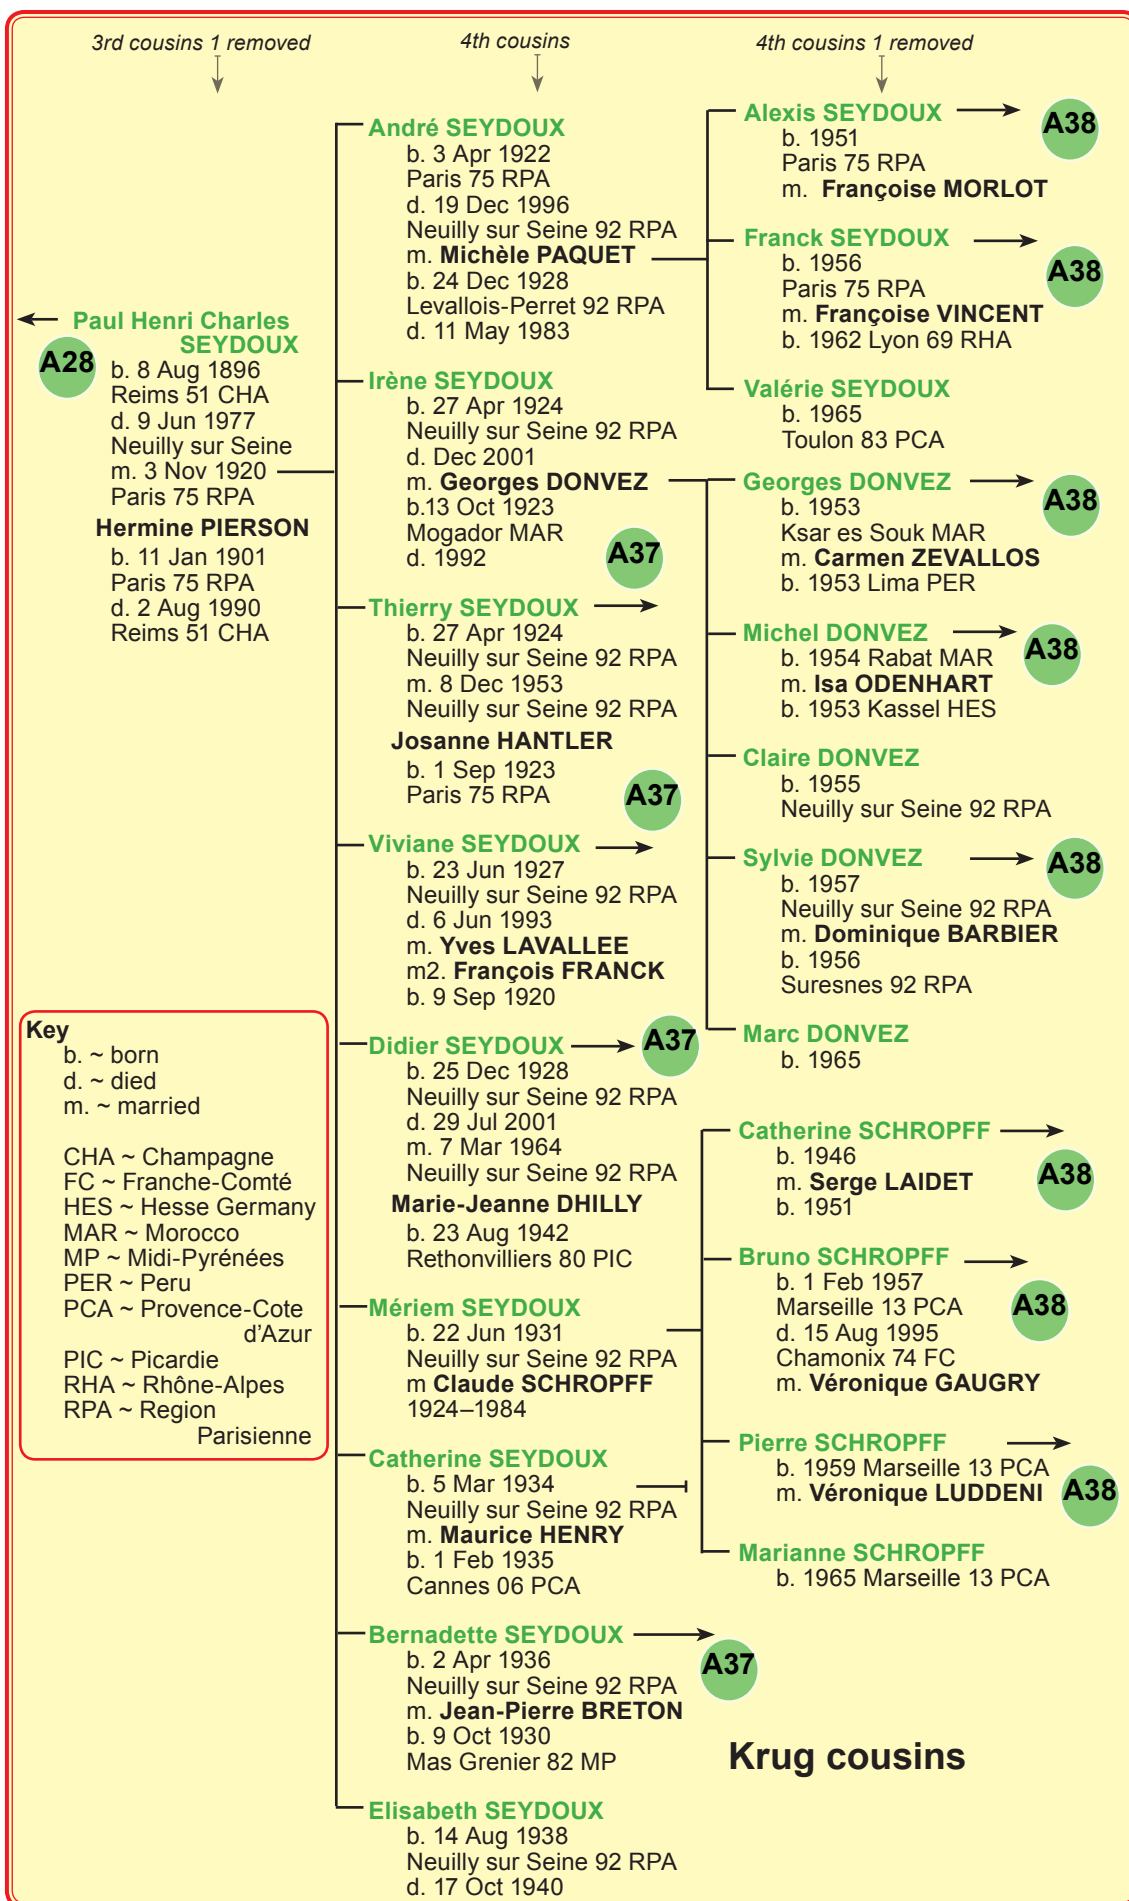 3rd cousins 1 removed
4th cousins
4th cousins 1 removed
Paul Henri Charles
SEYDOUX
A28
b. 8 Aug 1896
Reims 51 CHA
d. 9 Jun 1977
Neuilly sur Seine
m. 3 Nov 1920
Paris 75 RPA
Hermine PIERSON
b. 11 Jan 1901
Paris 75 RPA
d. 2 Aug 1990
Reims 51 CHA
Key
b. ~ born
d. ~ died
m. ~ married
CHA ~ Champagne
FC ~ Franche-Comté
HES ~ Hesse Germany
MAR ~ Morocco
MP ~ Midi-Pyrénées
PER ~ Peru
PCA ~ Provence-Cote
d'Azur
PIC ~ Picardie
RHA ~ Rhône-Alpes
RPA ~ Region
Parisienne
André SEYDOUX
b. 3 Apr 1922
Paris 75 RPA
d. 19 Dec 1996
Neuilly sur Seine 92 RPA
m. Michèle PAQUET
b. 24 Dec 1928
Levallois-Perret 92 RPA
d. 11 May 1983
Irène SEYDOUX
b. 27 Apr 1924
Neuilly sur Seine 92 RPA
d. Dec 2001
m. Georges DONVEZ
b.13 Oct 1923
Mogador MAR
d. 1992
A37
Thierry SEYDOUX
b. 27 Apr 1924
Neuilly sur Seine 92 RPA
m. 8 Dec 1953
Neuilly sur Seine 92 RPA
Josanne HANTLER
b. 1 Sep 1923
Paris 75 RPA
A37
Viviane SEYDOUX
b. 23 Jun 1927
Neuilly sur Seine 92 RPA
d. 6 Jun 1993
m. Yves LAVALLEE
m2. François FRANCK
b. 9 Sep 1920
Didier SEYDOUX
A37
b. 25 Dec 1928
Neuilly sur Seine 92 RPA
d. 29 Jul 2001
m. 7 Mar 1964
Neuilly sur Seine 92 RPA
Marie-Jeanne DHILLY
b. 23 Aug 1942
Rethonvilliers 80 PIC
Mériem SEYDOUX
b. 22 Jun 1931
Neuilly sur Seine 92 RPA
m Claude SCHROPFF
1924–1984
Catherine SEYDOUX
b. 5 Mar 1934
Neuilly sur Seine 92 RPA
m. Maurice HENRY
b. 1 Feb 1935
Cannes 06 PCA
Bernadette SEYDOUX
A37
b. 2 Apr 1936
Neuilly sur Seine 92 RPA
m. Jean-Pierre BRETON
b. 9 Oct 1930
Mas Grenier 82 MP
Elisabeth SEYDOUX
b. 14 Aug 1938
Neuilly sur Seine 92 RPA
d. 17 Oct 1940
Alexis SEYDOUX
A38
b. 1951
Paris 75 RPA
m. Françoise MORLOT
Franck SEYDOUX
A38
b. 1956
Paris 75 RPA
m. Françoise VINCENT
b. 1962 Lyon 69 RHA
Valérie SEYDOUX
b. 1965
Toulon 83 PCA
Georges DONVEZ
A38
b. 1953
Ksar es Souk MAR
m. Carmen ZEVALLOS
b. 1953 Lima PER
Michel DONVEZ
A38
b. 1954 Rabat MAR
m. Isa ODENHART
b. 1953 Kassel HES
Claire DONVEZ
b. 1955
Neuilly sur Seine 92 RPA
Sylvie DONVEZ
A38
b. 1957
Neuilly sur Seine 92 RPA
m. Dominique BARBIER
b. 1956
Suresnes 92 RPA
Marc DONVEZ
b. 1965
Catherine SCHROPFF
b. 1946
m. Serge LAIDET
A38
b. 1951
Bruno SCHROPFF
b. 1 Feb 1957
Marseille 13 PCA
A38
d. 15 Aug 1995
Chamonix 74 FC
m. Véronique GAUGRY
Pierre SCHROPFF
b. 1959 Marseille 13 PCA
m. Véronique LUDDENI
A38
Marianne SCHROPFF
b. 1965 Marseille 13 PCA
Krug cousins